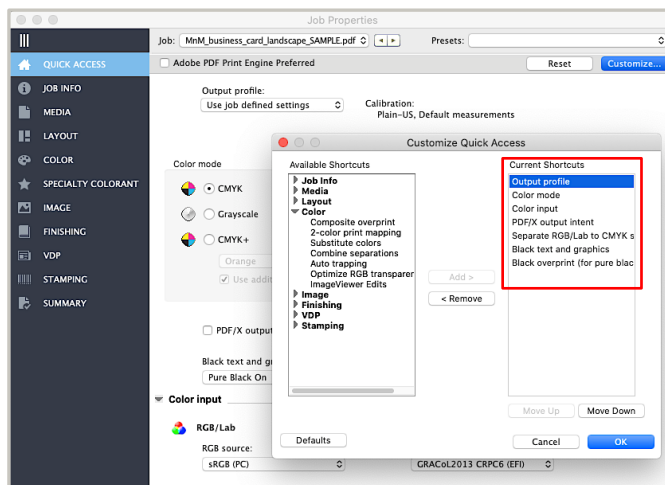 Job Properties
Job: MnM_business_card_landscape_SAMPLE.pdf Presets:
QUICK ACCESS
Adobe PDF Print Engine Preferred Reset Customize...
JOB INFO
MEDIA
LAYOUT
COLOR
SPECIALTY COLORANT
IMAGE
FINISHING
VDP
STAMPING
SUMMARY
Output profile:
Use job defined settings
Calibration:
Plain-US, Default measurements
Color mode
CMYK
Grayscale
CMYK+
Orange
Use addit
PDF/X outpu
Black text and g
Pure Black On
Color input
RGB/Lab
RGB source:
sRGB (PC) GRACoL2013 CRPC6 (EFI)
Customize Quick Access
Available Shortcuts
Job Info
Media
Layout
Color
Composite overprint
2-color print mapping
Substitute colors
Combine separations
Auto trapping
Optimize RGB transparer
ImageViewer Edits
Image
Finishing
VDP
Stamping
Add >
< Remove
Current Shortcuts
Output profile
Color mode
Color input
PDF/X output intent
Separate RGB/Lab to CMYK s
Black text and graphics
Black overprint (for pure blac
Move Up Move Down
Defaults Cancel OK